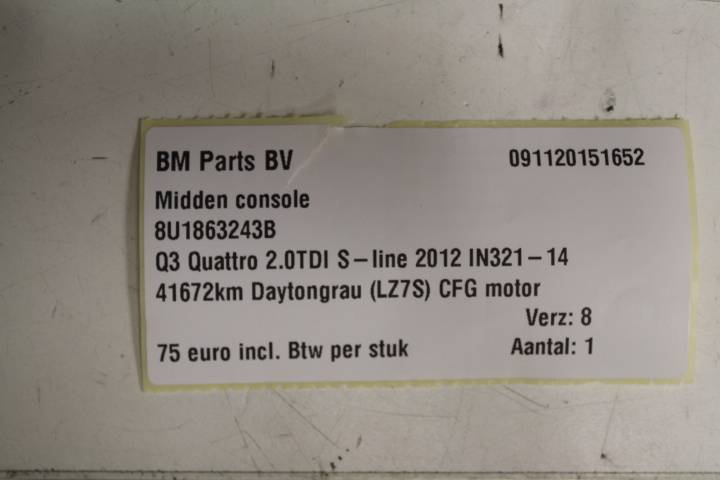 BM Parts BV 091120151652
Midden console
8U1863243B
Q3 Quattro 2.0TDI S-line 2012 IN321-14
41672km Daytongrau (LZ7S) CFG motor
Verz: 8
75 euro incl. Btw per stuk Aantal: 1